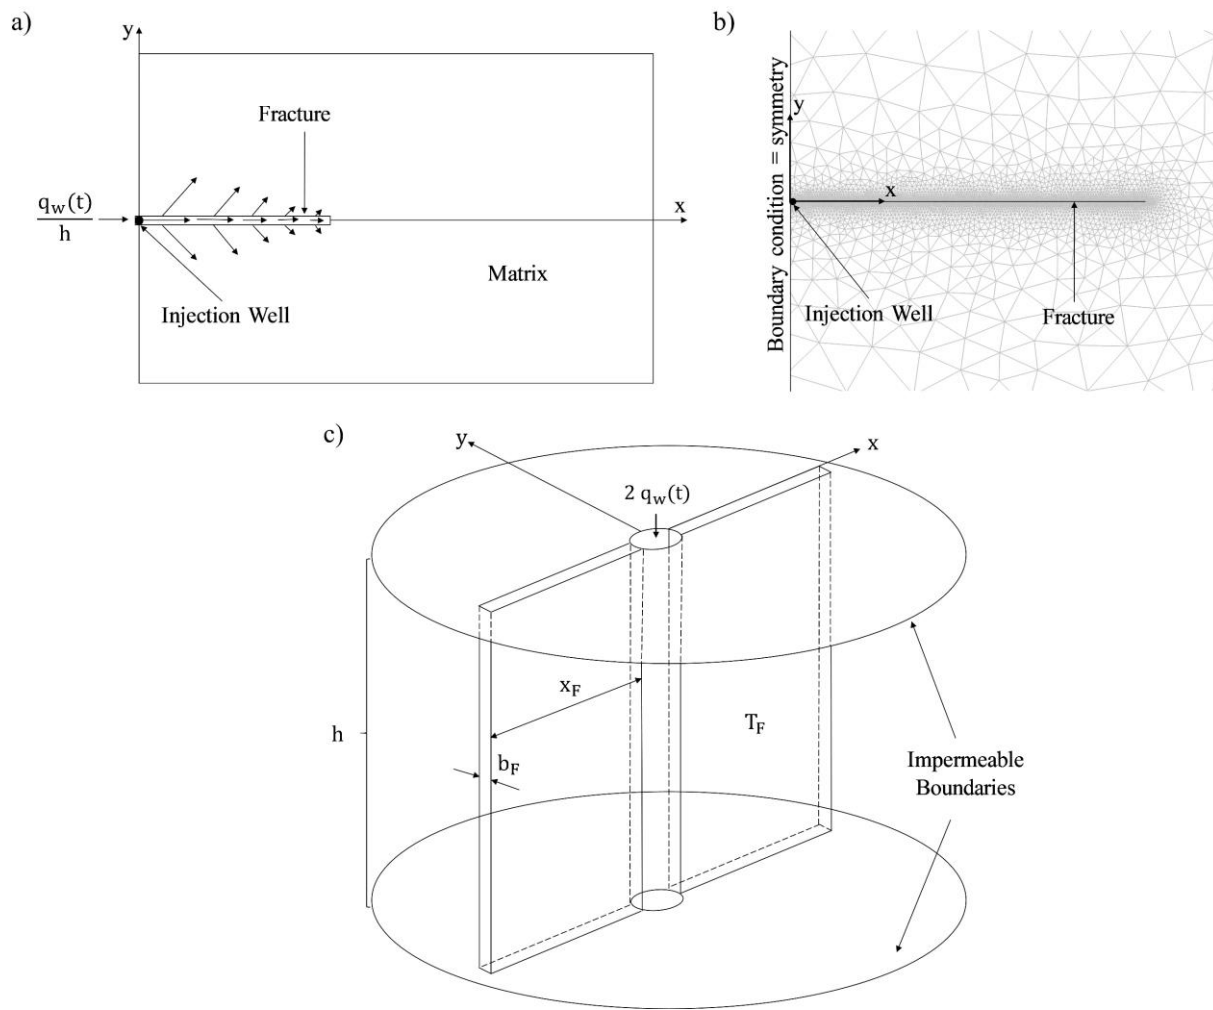 a)
y
Fracture
q_w(t)
h
x
Matrix
Injection Well
b)
Boundary condition = symmetry
y
x
Injection Well
Fracture
c)
y
x
2 q_w(t)
x_F
T_F
h
b_F
Impermeable
Boundaries